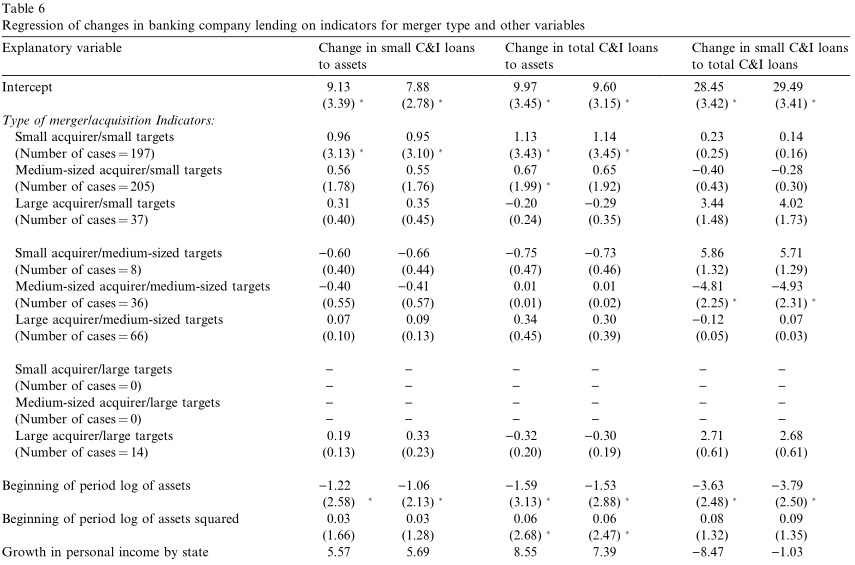 Table 6
Regression of changes in banking company lending on indicators for merger type and other variables
Explanatory variable Change in small C&I loans Change in total C&I loans Change in small C&I loans
to assets to assets to total C&I loans
Intercept 9.13 7.88 9.97 9.60 28.45 29.49
(3.39) * (2.78) * (3.45) * (3.15) * (3.42) * (3.41) *
Type of merger/acquisition Indicators:
Small acquirer/small targets 0.96 0.95 1.13 1.14 0.23 0.14
(Number of cases = 197) (3.13) * (3.10) * (3.43) * (3.45) * (0.25) (0.16)
Medium-sized acquirer/small targets 0.56 0.55 0.67 0.65 −0.40 −0.28
(Number of cases = 205) (1.78) (1.76) (1.99) * (1.92) (0.43) (0.30)
Large acquirer/small targets 0.31 0.35 −0.20 −0.29 3.44 4.02
(Number of cases = 37) (0.40) (0.45) (0.24) (0.35) (1.48) (1.73)
Small acquirer/medium-sized targets −0.60 −0.66 −0.75 −0.73 5.86 5.71
(Number of cases = 8) (0.40) (0.44) (0.47) (0.46) (1.32) (1.29)
Medium-sized acquirer/medium-sized targets −0.40 −0.41 0.01 0.01 −4.81 −4.93
(Number of cases = 36) (0.55) (0.57) (0.01) (0.02) (2.25) * (2.31) *
Large acquirer/medium-sized targets 0.07 0.09 0.34 0.30 −0.12 0.07
(Number of cases = 66) (0.10) (0.13) (0.45) (0.39) (0.05) (0.03)
Small acquirer/large targets – – – – – –
(Number of cases = 0) – – – – – –
Medium-sized acquirer/large targets – – – – – –
(Number of cases = 0) – – – – – –
Large acquirer/large targets 0.19 0.33 −0.32 −0.30 2.71 2.68
(Number of cases = 14) (0.13) (0.23) (0.20) (0.19) (0.61) (0.61)
Beginning of period log of assets −1.22 −1.06 −1.59 −1.53 −3.63 −3.79
(2.58) * (2.13) * (3.13) * (2.88) * (2.48) * (2.50) *
Beginning of period log of assets squared 0.03 0.03 0.06 0.06 0.08 0.09
(1.66) (1.28) (2.68) * (2.47) * (1.32) (1.35)
Growth in personal income by state 5.57 5.69 8.55 7.39 −8.47 −1.03